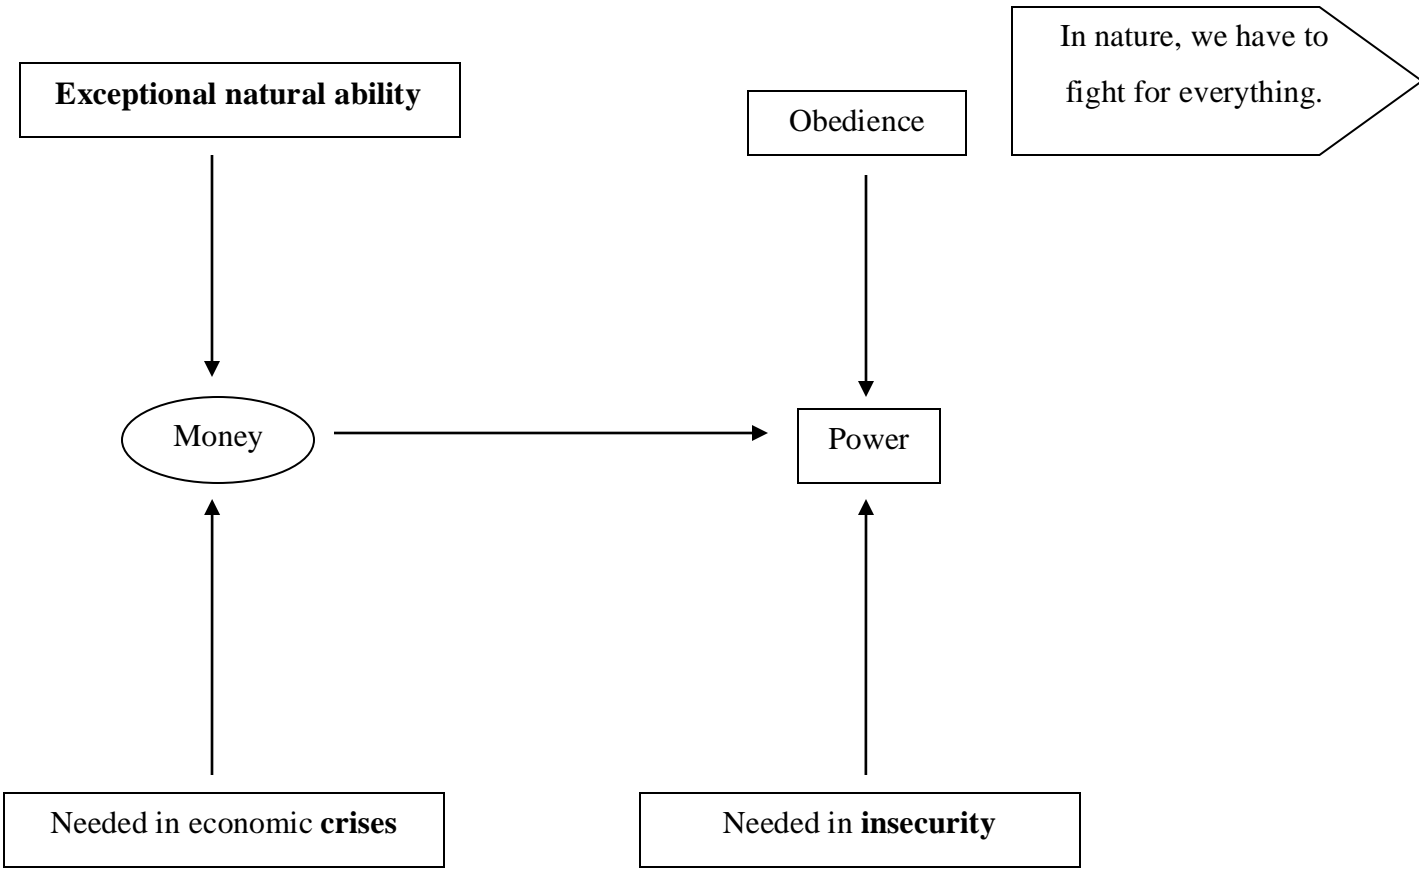 In nature, we have to
fight for everything.
Exceptional natural ability
Obedience
Money
Power
Needed in economic crises
Needed in insecurity